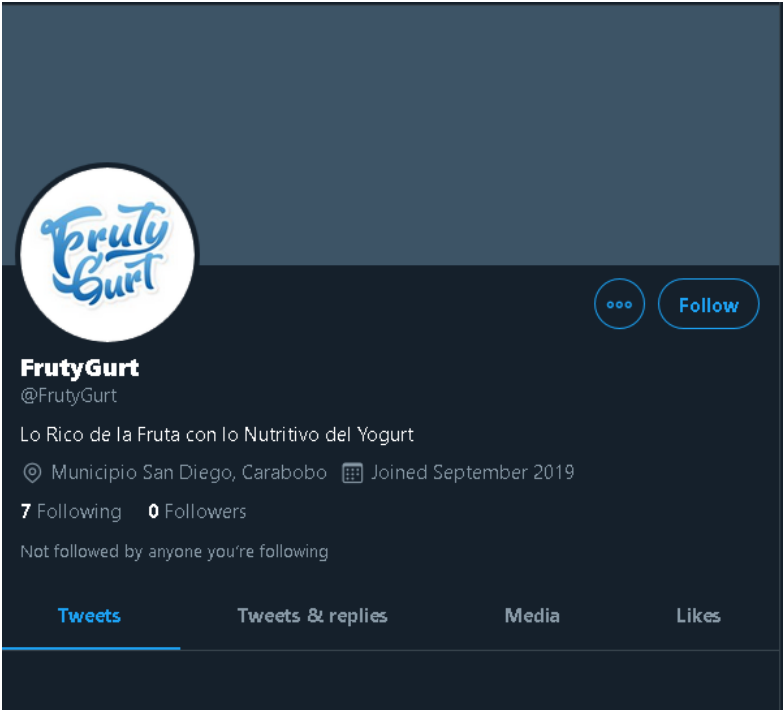 Fruty
Gurt
Follow
FrutyGurt
@FrutyGurt
Lo Rico de la Fruta con lo Nutritivo del Yogurt
Municipio San Diego, Carabobo Joined September 2019
7 Following 0 Followers
Not followed by anyone you're following
Tweets Tweets & replies Media Likes